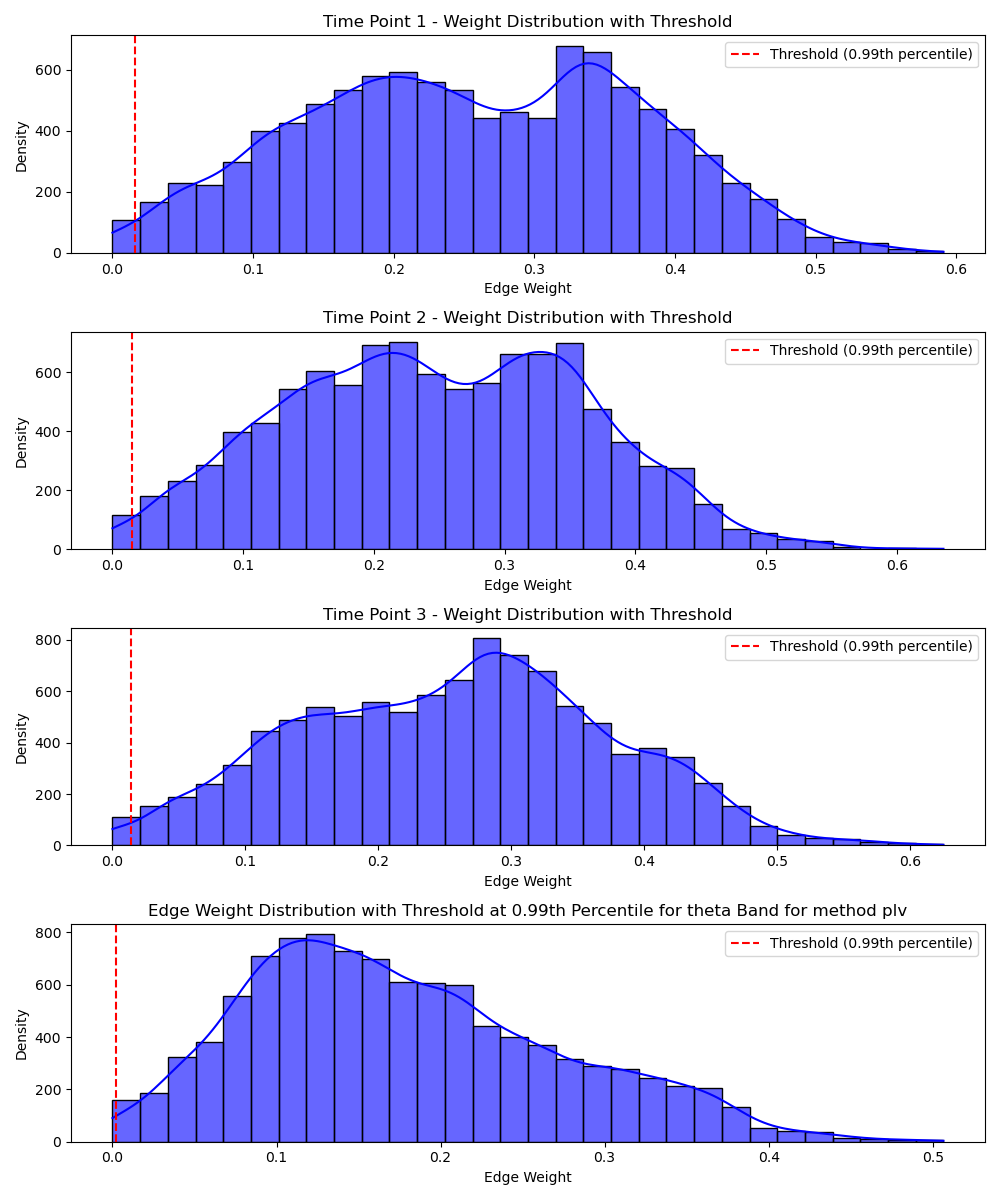 Time Point 1 - Weight Distribution with Threshold
Threshold (0.99th percentile)
Density
600
400
200
0
0.0 0.1 0.2 0.3 0.4 0.5 0.6
Edge Weight
Time Point 2 - Weight Distribution with Threshold
Threshold (0.99th percentile)
Density
600
400
200
0
0.0 0.1 0.2 0.3 0.4 0.5 0.6
Edge Weight
Time Point 3 - Weight Distribution with Threshold
Threshold (0.99th percentile)
Density
800
600
400
200
0
0.0 0.1 0.2 0.3 0.4 0.5 0.6
Edge Weight
Edge Weight Distribution with Threshold at 0.99th Percentile for theta Band for method plv
Threshold (0.99th percentile)
Density
800
600
400
200
0
0.0 0.1 0.2 0.3 0.4 0.5
Edge Weight